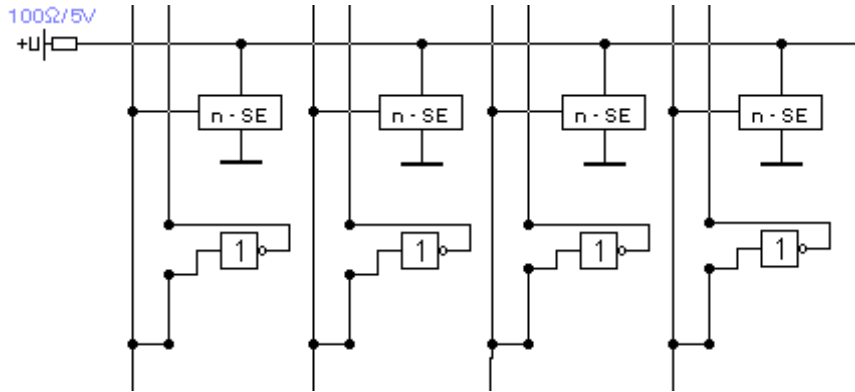 100Ω/5V
+U
n - SE n - SE n - SE n - SE
1 1 1 1